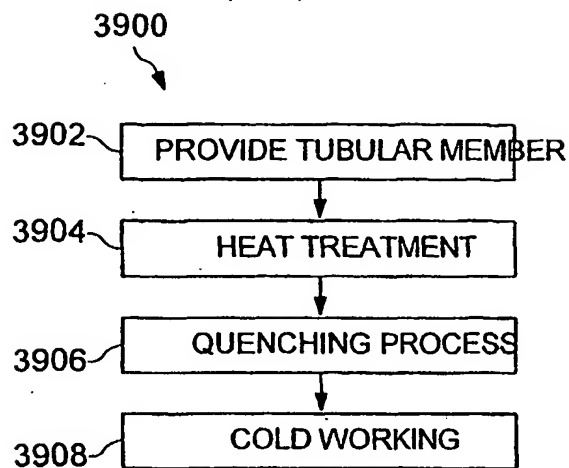 3900
3902 PROVIDE TUBULAR MEMBER
3904 HEAT TREATMENT
3906 QUENCHING PROCESS
3908 COLD WORKING